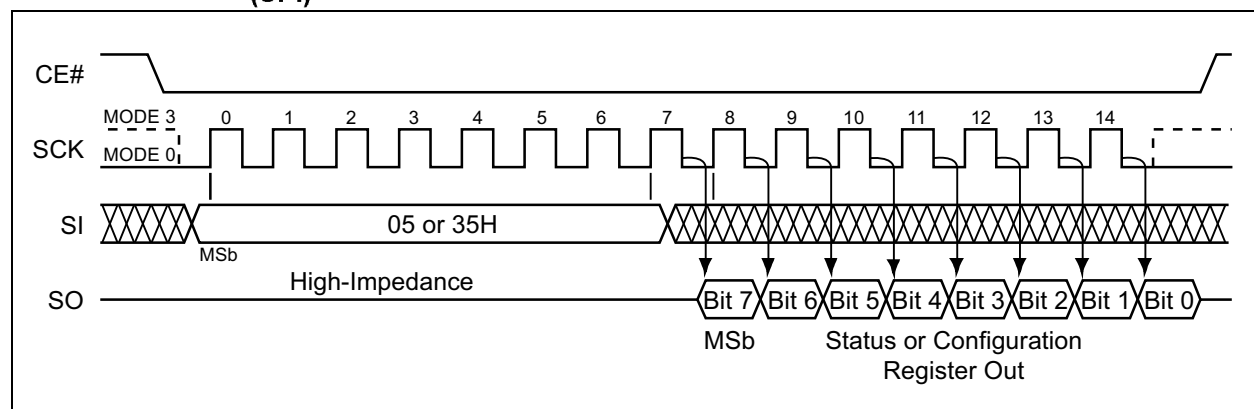 (SPI)
CE#
MODE 3
0 1 2 3 4 5 6 7 8 9 10 11 12 13 14
SCK
MODE 0
SI
05 or 35H
MSb
High-Impedance
SO
Bit 7 Bit 6 Bit 5 Bit 4 Bit 3 Bit 2 Bit 1 Bit 0
MSb
Status or Configuration
Register Out